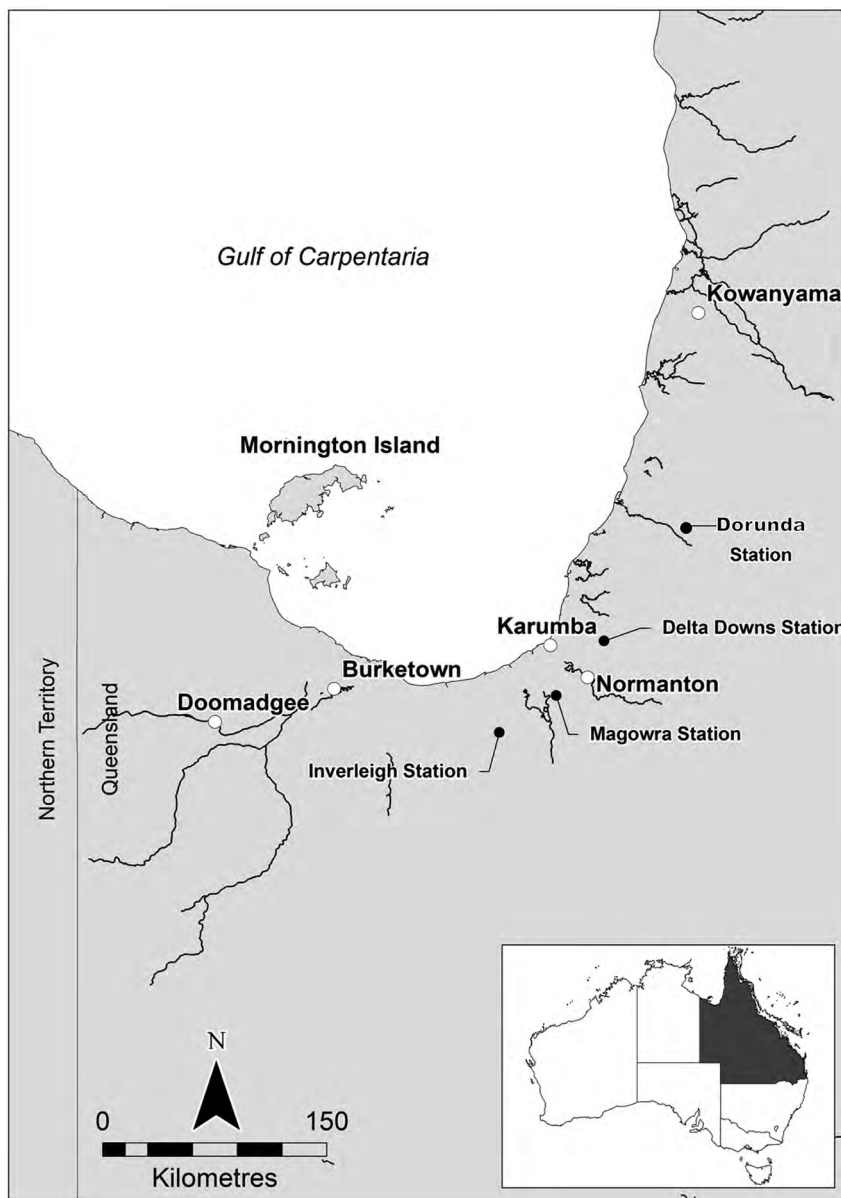 Gulf of Carpentaria
Kowanyama
Mornington Island
Dorunda
Station
Karumba
Delta Downs Station
Burketown
Normanton
Doomadgee
Magowra Station
Inverleigh Station
Northern Territory
Queensland
N
0 150
Kilometres